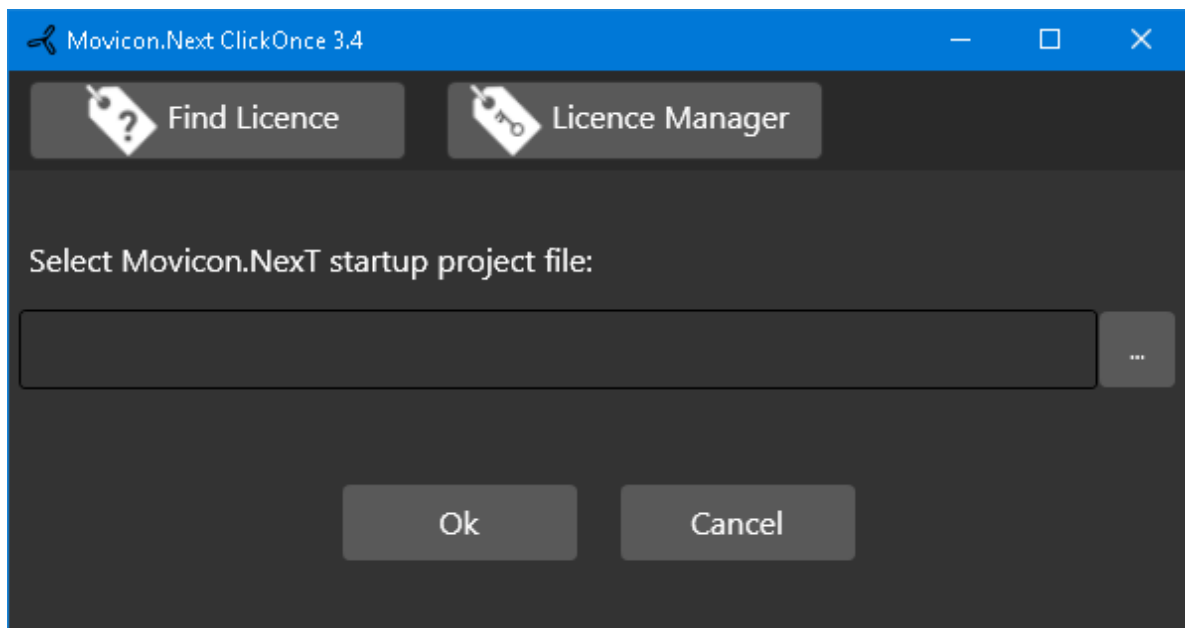 Movicon.Next ClickOnce 3.4
Find Licence
Licence Manager
Select Movicon.NexT startup project file:
...
Ok
Cancel